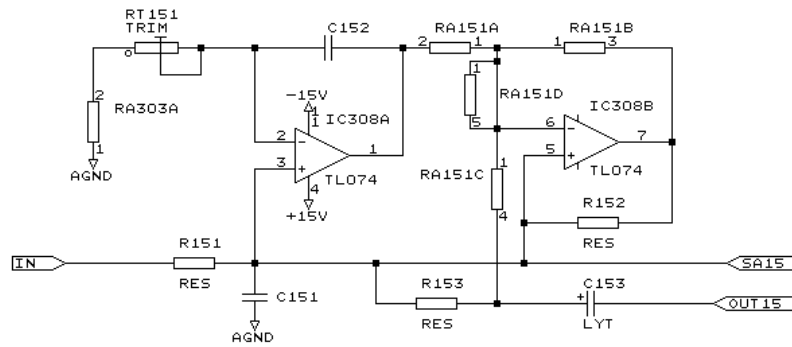 RT151
TRIM
C152
RA151A
2
1
RA151B
1
3
2
RA303A
1
AGND
-15V
1
1
IC308A
2
-
3
+
1
4
TL074
+15V
1
RA151D
5
IC308B
6
-
5
+
7
TL074
1
RA151C
4
R152
RES
IN
R151
RES
C151
AGND
SA15
R153
RES
+
C153
LYT
OUT15